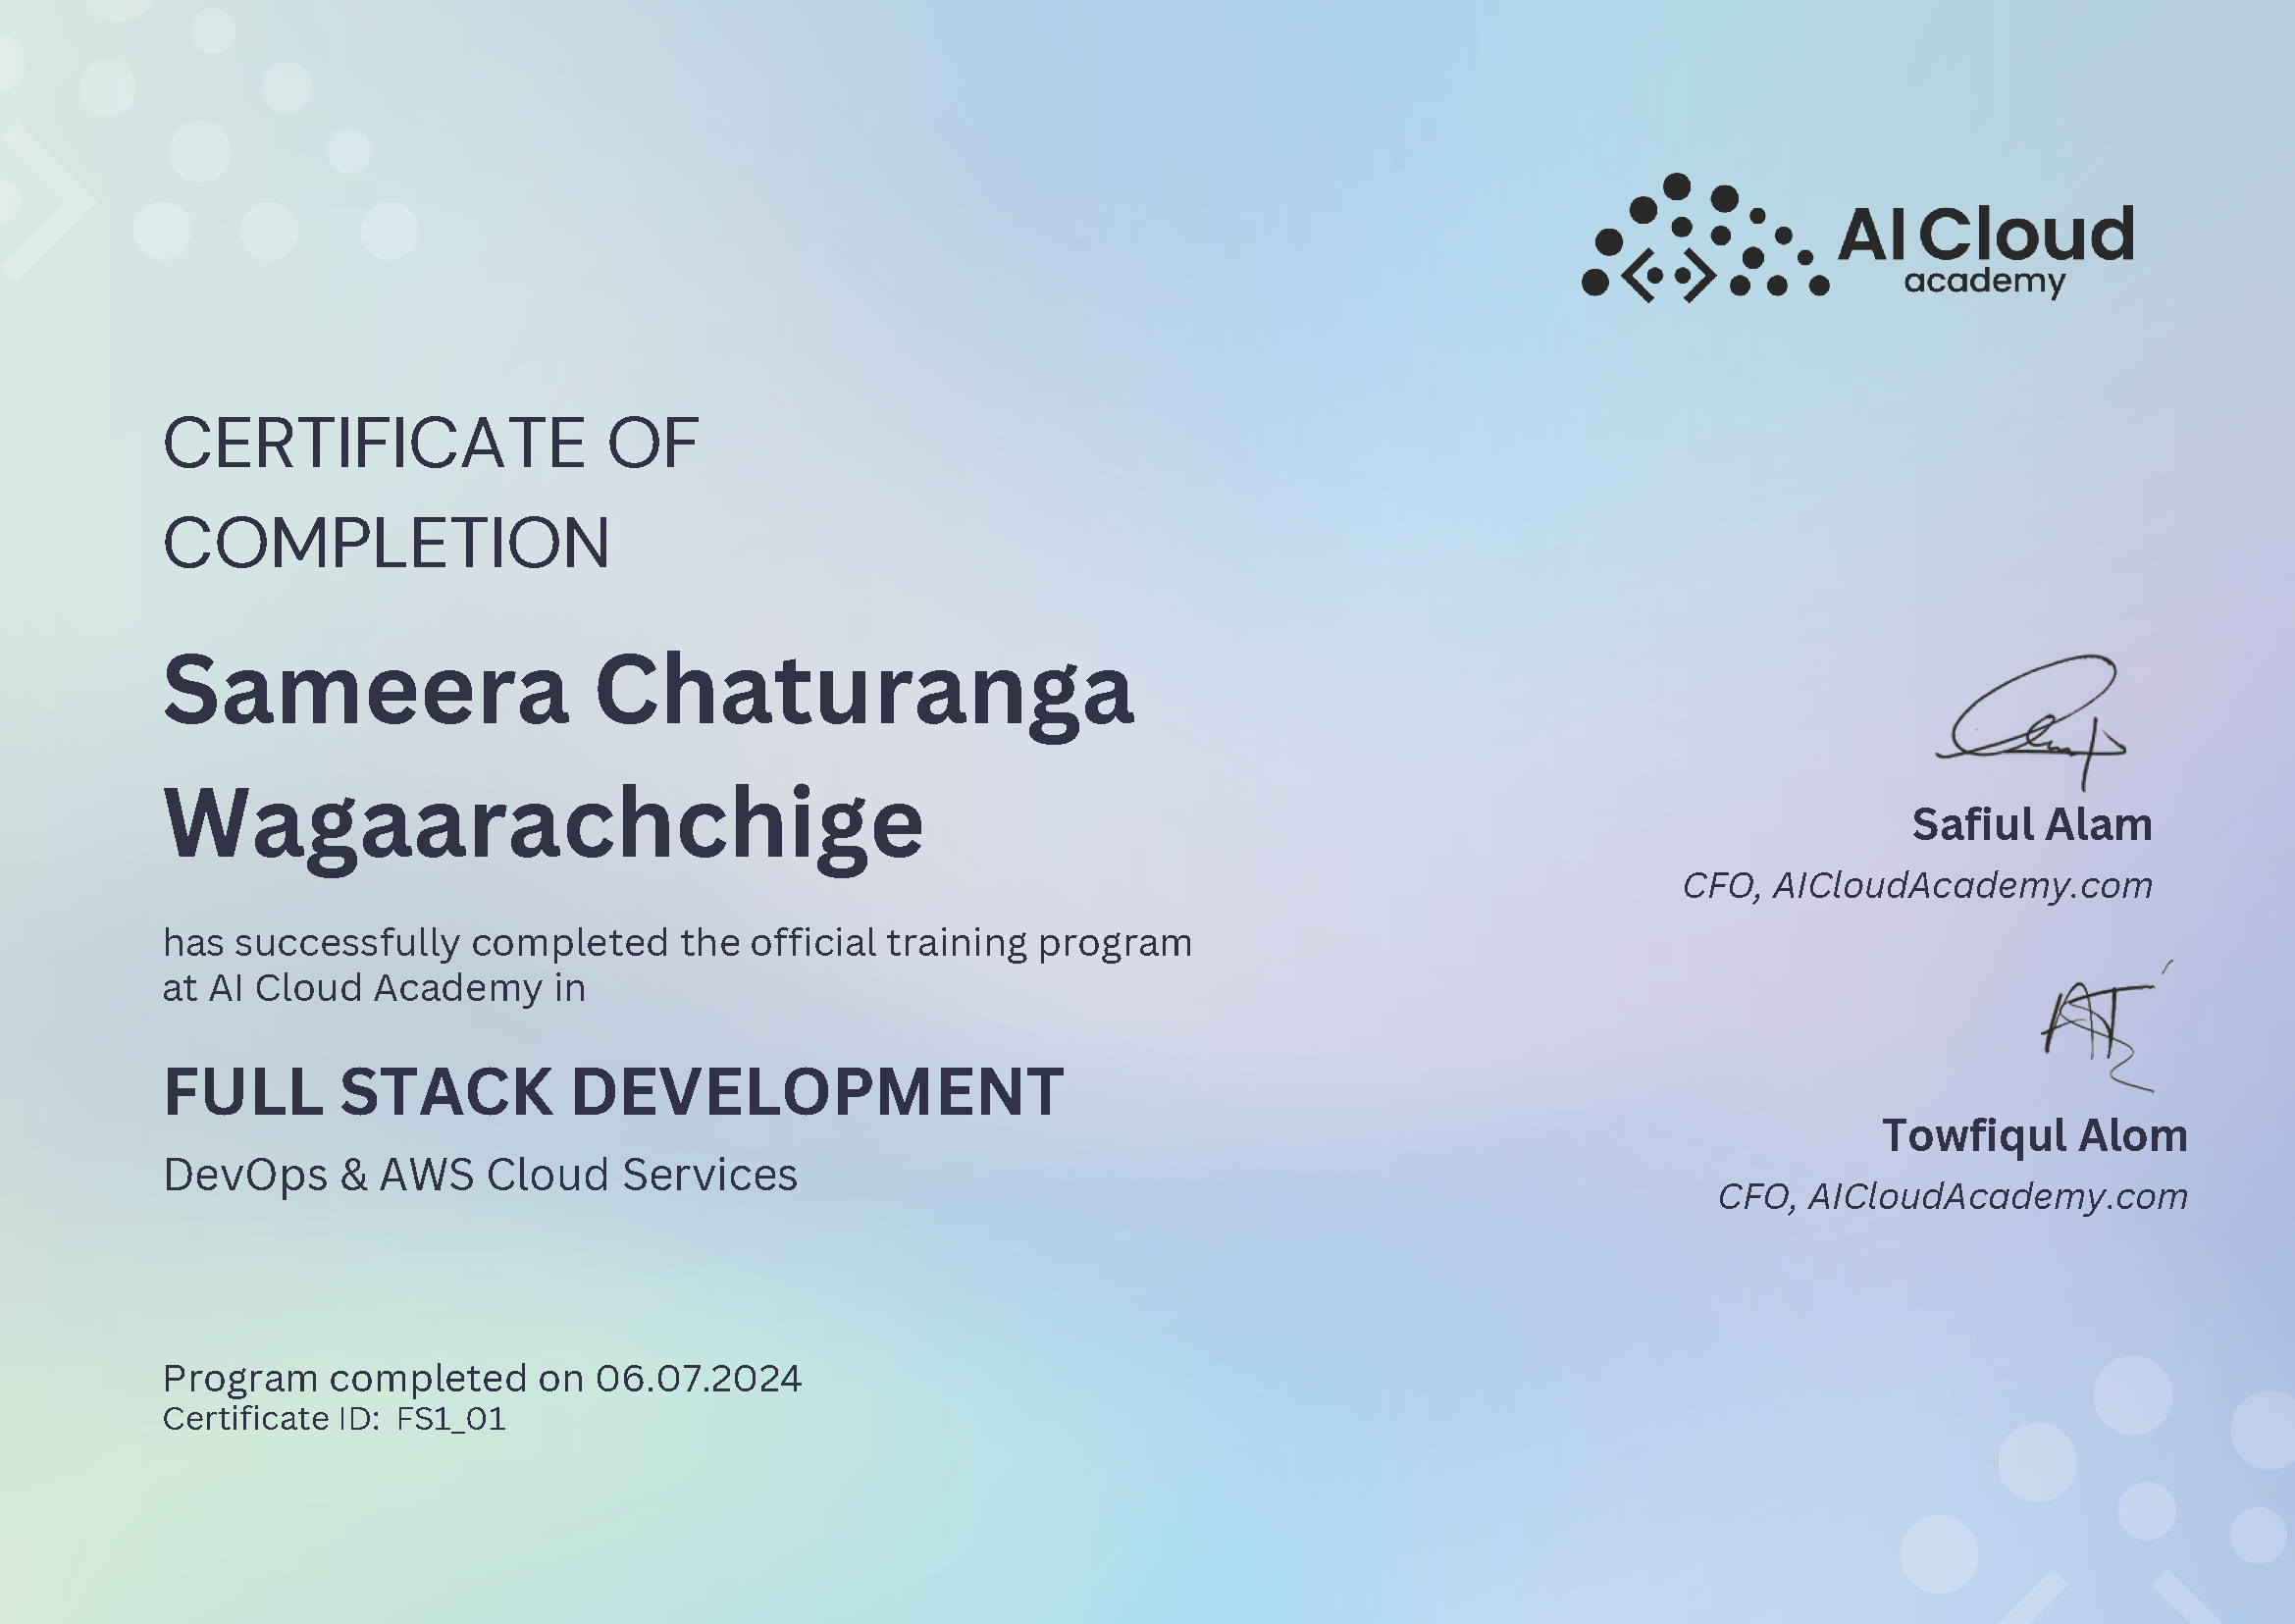 AI Cloud
academy
CERTIFICATE OF
COMPLETION
Sameera Chaturanga
Wagaarachchige
has successfully completed the official training program
at AI Cloud Academy in
FULL STACK DEVELOPMENT
DevOps & AWS Cloud Services
Program completed on 06.07.2024
Certificate ID: FS1_01
Safiul Alam
CFO, AICloudAcademy.com
Towfiqul Alom
CFO, AICloudAcademy.com